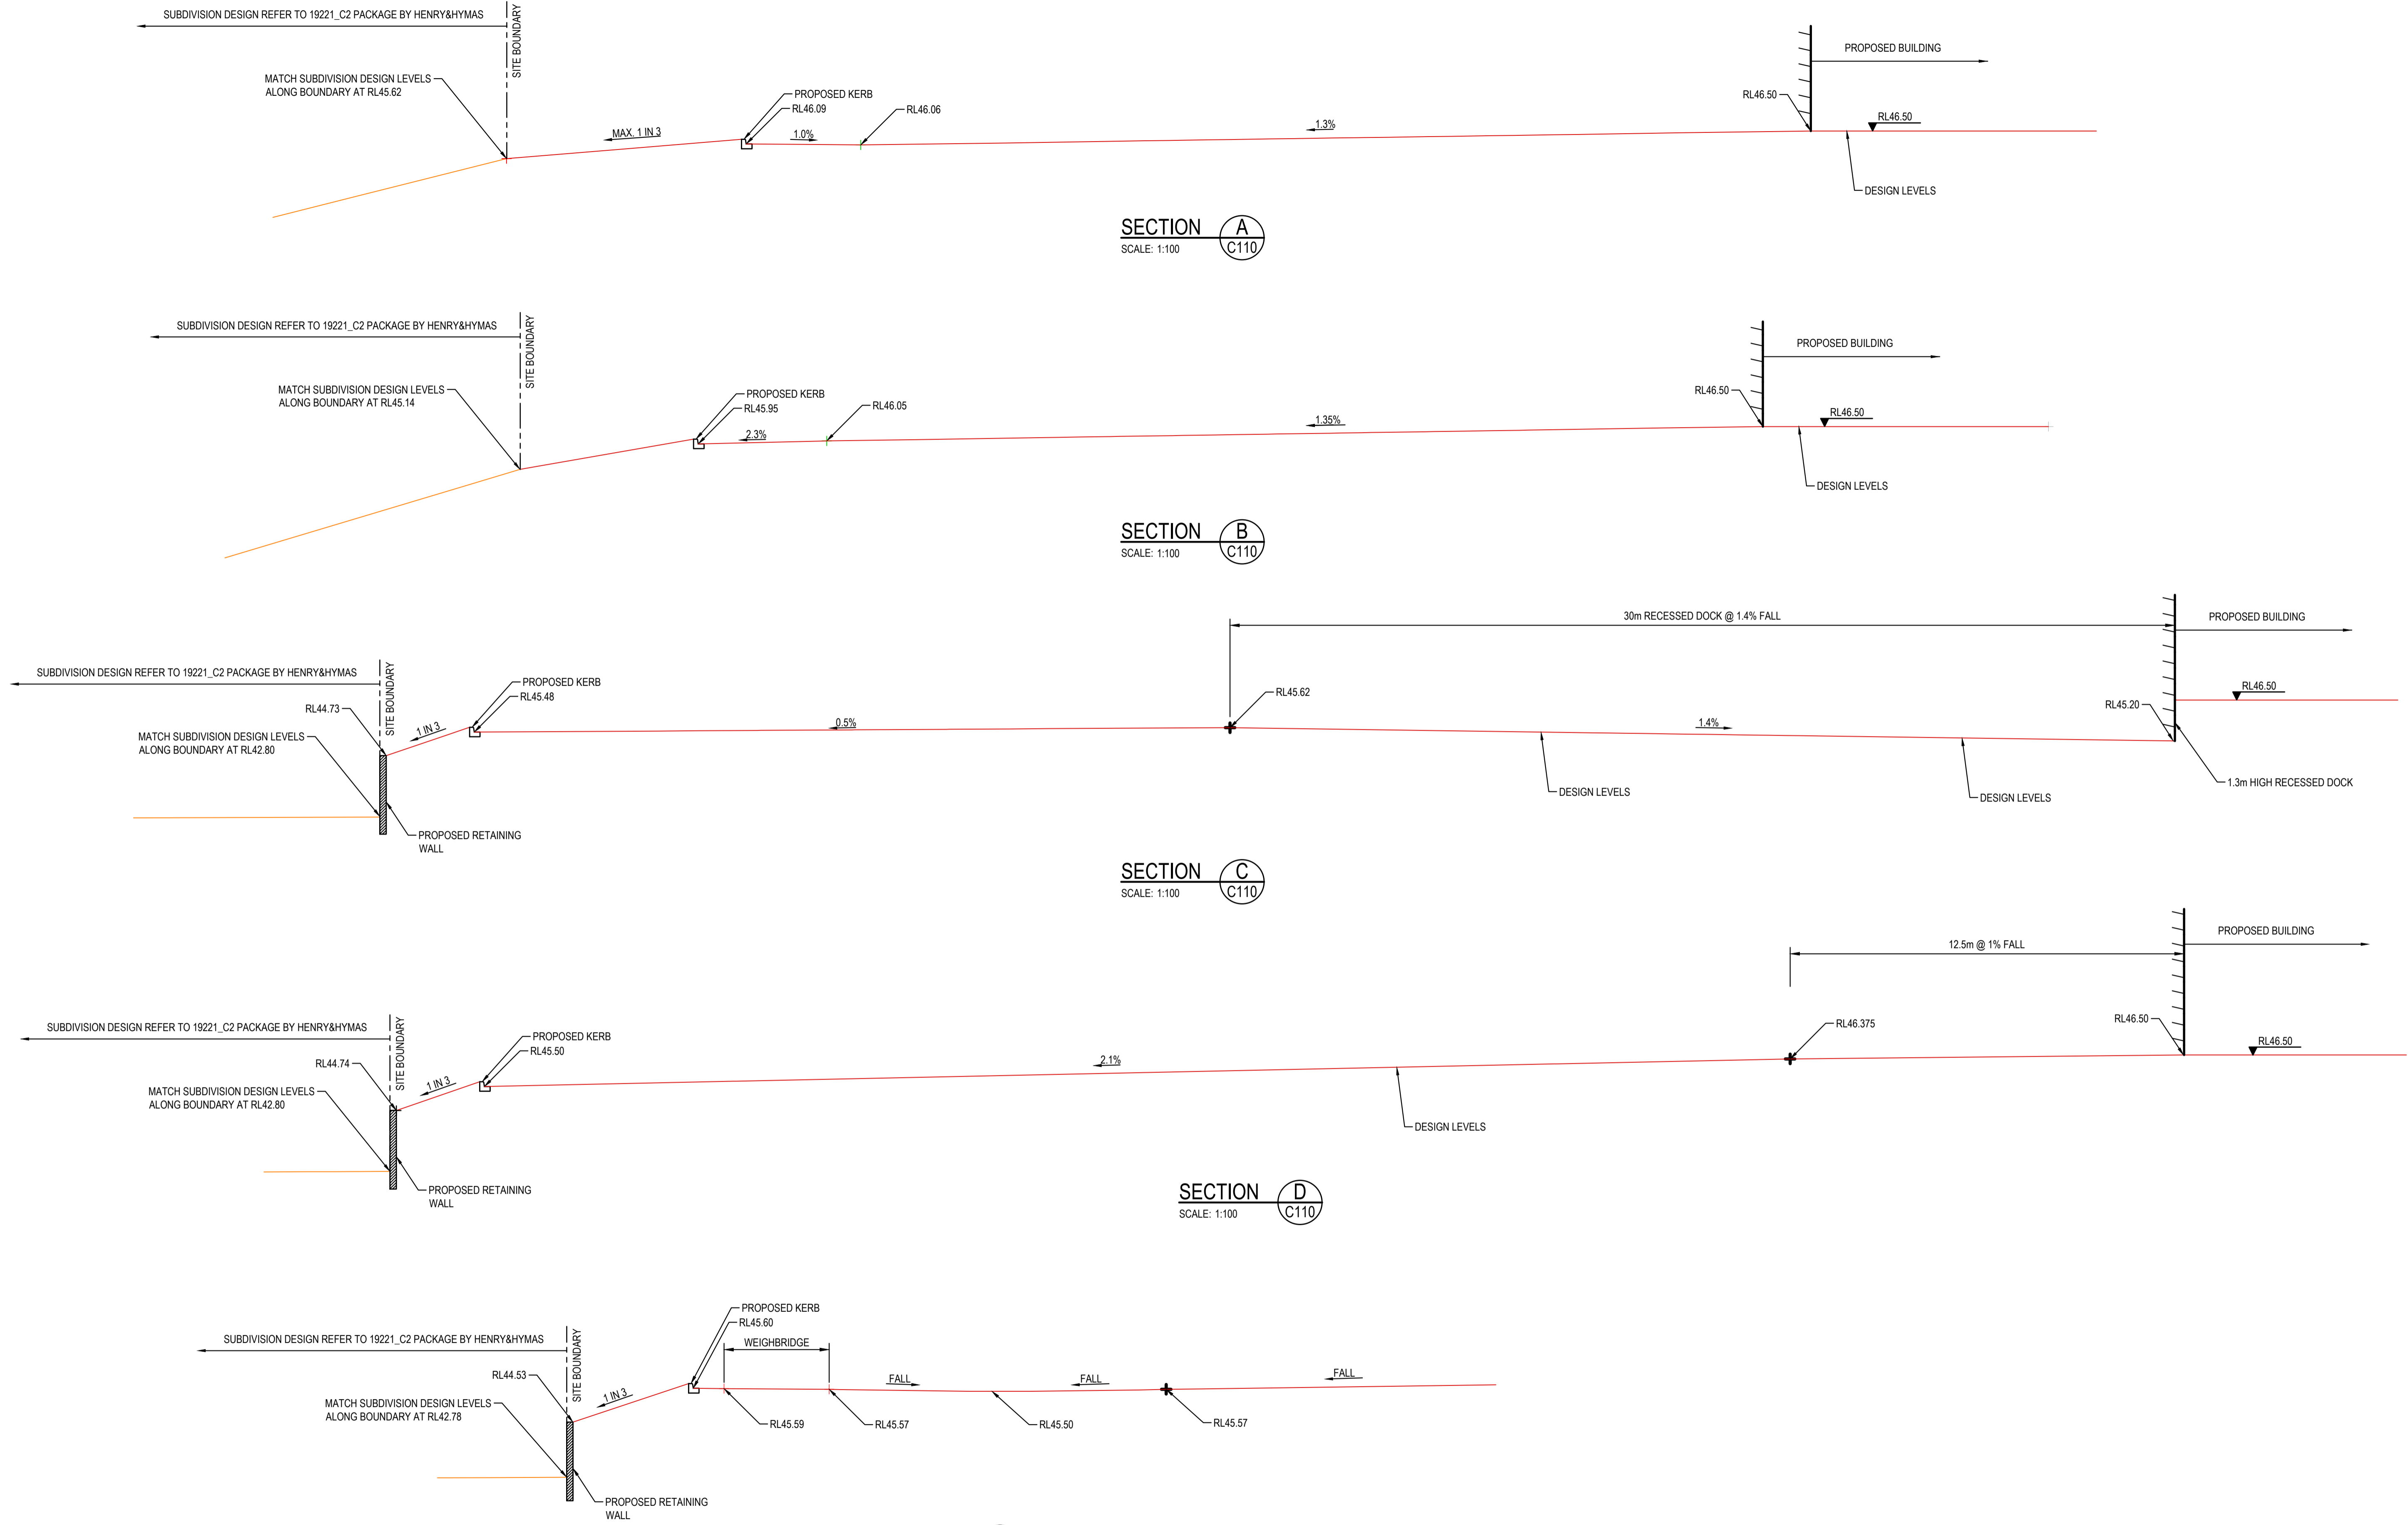 SUBDIVISION DESIGN REFER TO 19221_C2 PACKAGE BY HENRY&HYMAS
SITE BOUNDARY
MATCH SUBDIVISION DESIGN LEVELS
ALONG BOUNDARY AT RL45.62
MAX. 1 IN 3
PROPOSED KERB
RL46.09
1.0%
RL46.06
1.3%
RL46.50
PROPOSED BUILDING
RL46.50
DESIGN LEVELS
SECTION A
SCALE: 1:100 C110
SUBDIVISION DESIGN REFER TO 19221_C2 PACKAGE BY HENRY&HYMAS
SITE BOUNDARY
MATCH SUBDIVISION DESIGN LEVELS
ALONG BOUNDARY AT RL45.14
PROPOSED KERB
RL45.95
2.3%
RL46.05
1.35%
RL46.50
PROPOSED BUILDING
RL46.50
DESIGN LEVELS
SECTION B
SCALE: 1:100 C110
SUBDIVISION DESIGN REFER TO 19221_C2 PACKAGE BY HENRY&HYMAS
SITE BOUNDARY
RL44.73
MATCH SUBDIVISION DESIGN LEVELS
ALONG BOUNDARY AT RL42.80
1 IN 3
PROPOSED KERB
RL45.48
PROPOSED RETAINING
WALL
0.5%
30m RECESSED DOCK @ 1.4% FALL
RL45.62
1.4%
DESIGN LEVELS
DESIGN LEVELS
RL45.20
PROPOSED BUILDING
RL46.50
1.3m HIGH RECESSED DOCK
SECTION C
SCALE: 1:100 C110
SUBDIVISION DESIGN REFER TO 19221_C2 PACKAGE BY HENRY&HYMAS
SITE BOUNDARY
RL44.74
MATCH SUBDIVISION DESIGN LEVELS
ALONG BOUNDARY AT RL42.80
1 IN 3
PROPOSED KERB
RL45.50
PROPOSED RETAINING
WALL
2.1%
DESIGN LEVELS
12.5m @ 1% FALL
RL46.375
RL46.50
PROPOSED BUILDING
RL46.50
SECTION D
SCALE: 1:100 C110
SUBDIVISION DESIGN REFER TO 19221_C2 PACKAGE BY HENRY&HYMAS
SITE BOUNDARY
RL44.53
MATCH SUBDIVISION DESIGN LEVELS
ALONG BOUNDARY AT RL42.78
1 IN 3
PROPOSED KERB
RL45.60
WEIGHBRIDGE
FALL
FALL
FALL
RL45.59
RL45.57
RL45.50
RL45.57
PROPOSED RETAINING
WALL